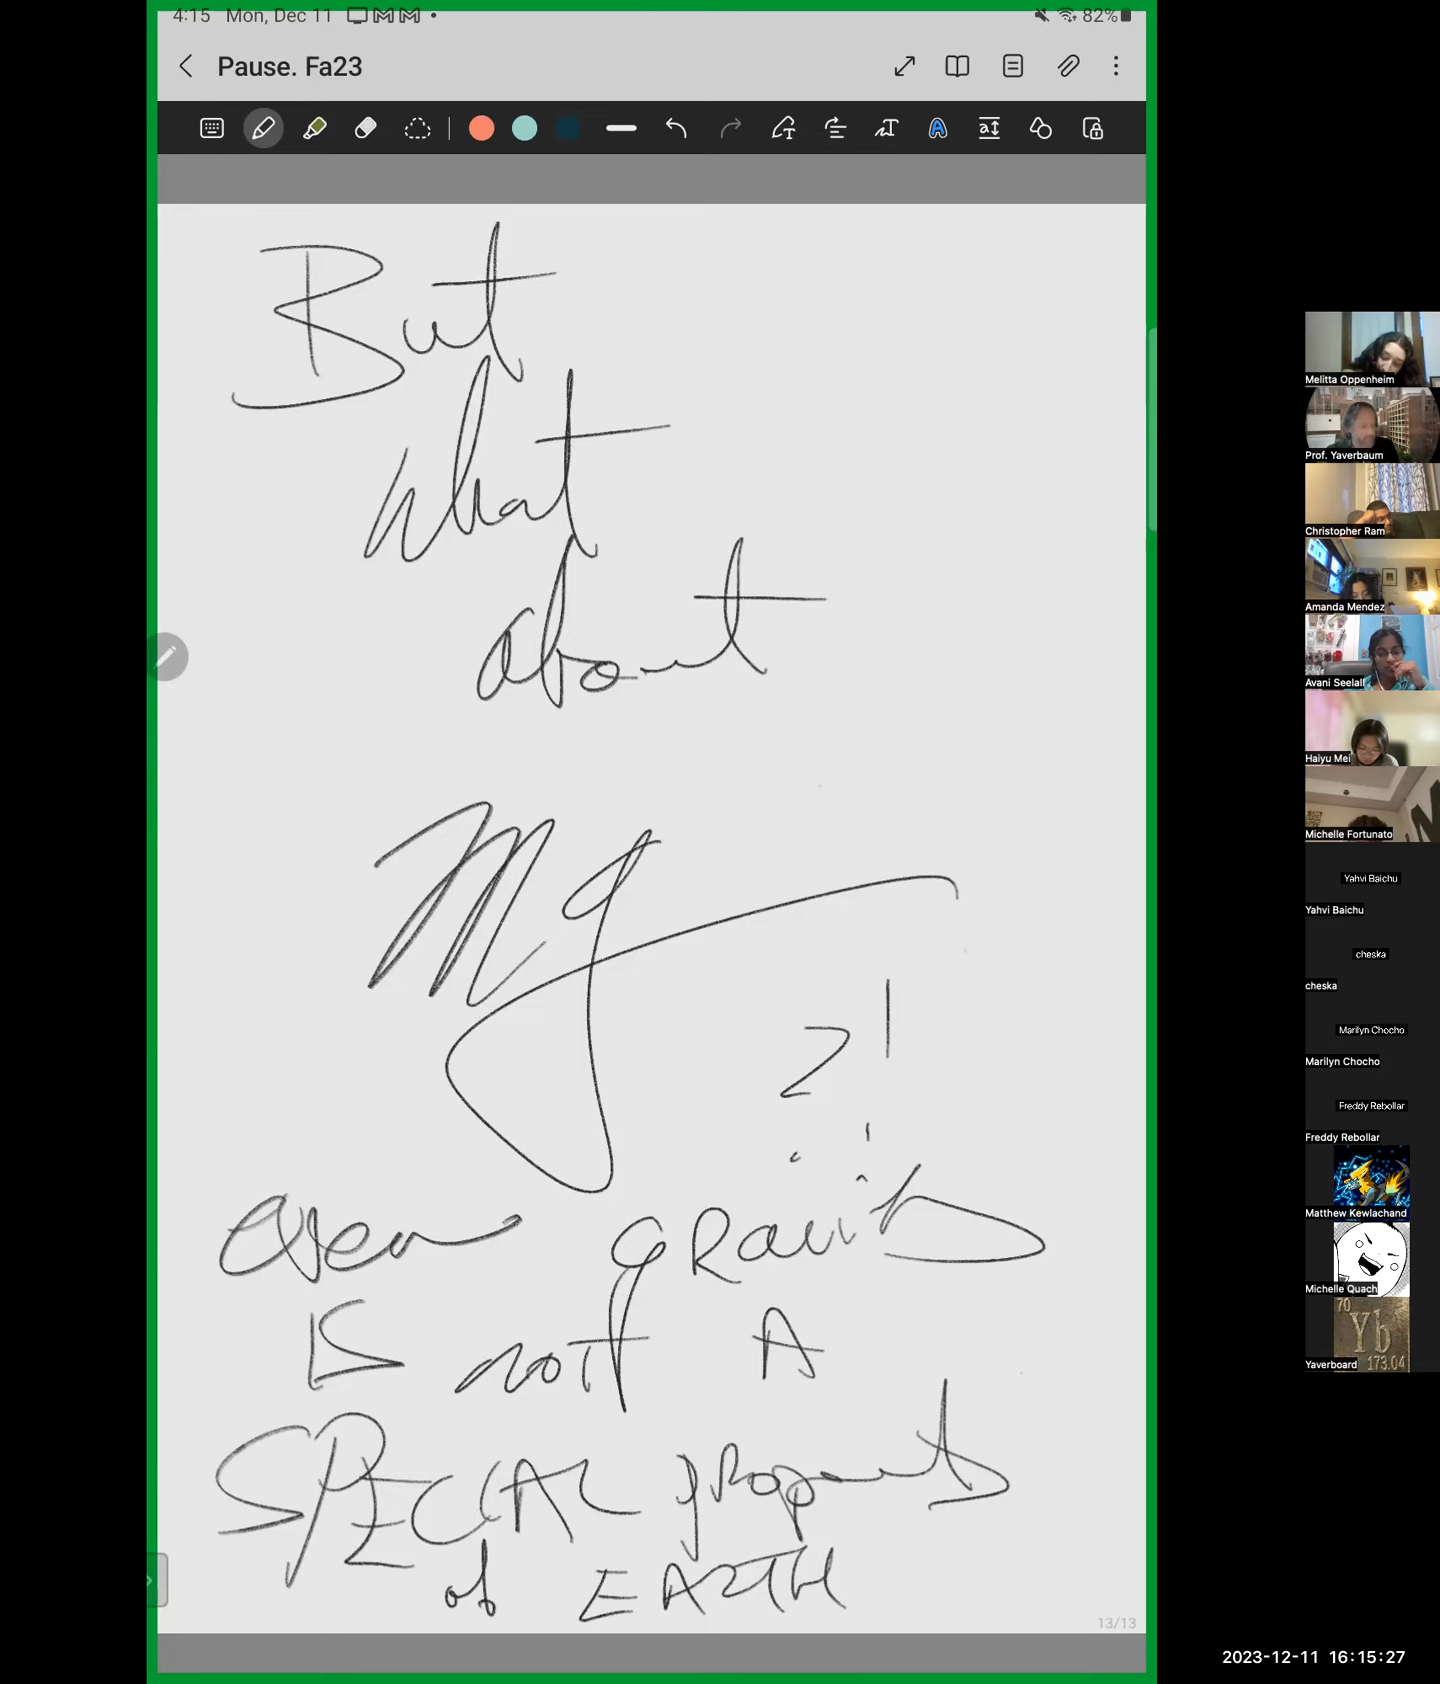 4:15 Mon, Dec 11
82%
Pause. Fa23
But
what
about
Mg
?!
even gRavity
IS not A
SPECIAL property
of EARTH
13/13
Melitta Oppenheim
Prof. Yaverbaum
Christopher Ram
Amanda Mendez
Avani Seelall
Haiyu Mei
Michelle Fortunato
Yahvi Baichu
Yahvi Baichu
cheska
cheska
Marilyn Chocho
Marilyn Chocho
Freddy Rebollar
Freddy Rebollar
Matthew Kewlachand
Michelle Quach
70
Yb
173.04
Yaverboard
2023-12-11 16:15:27